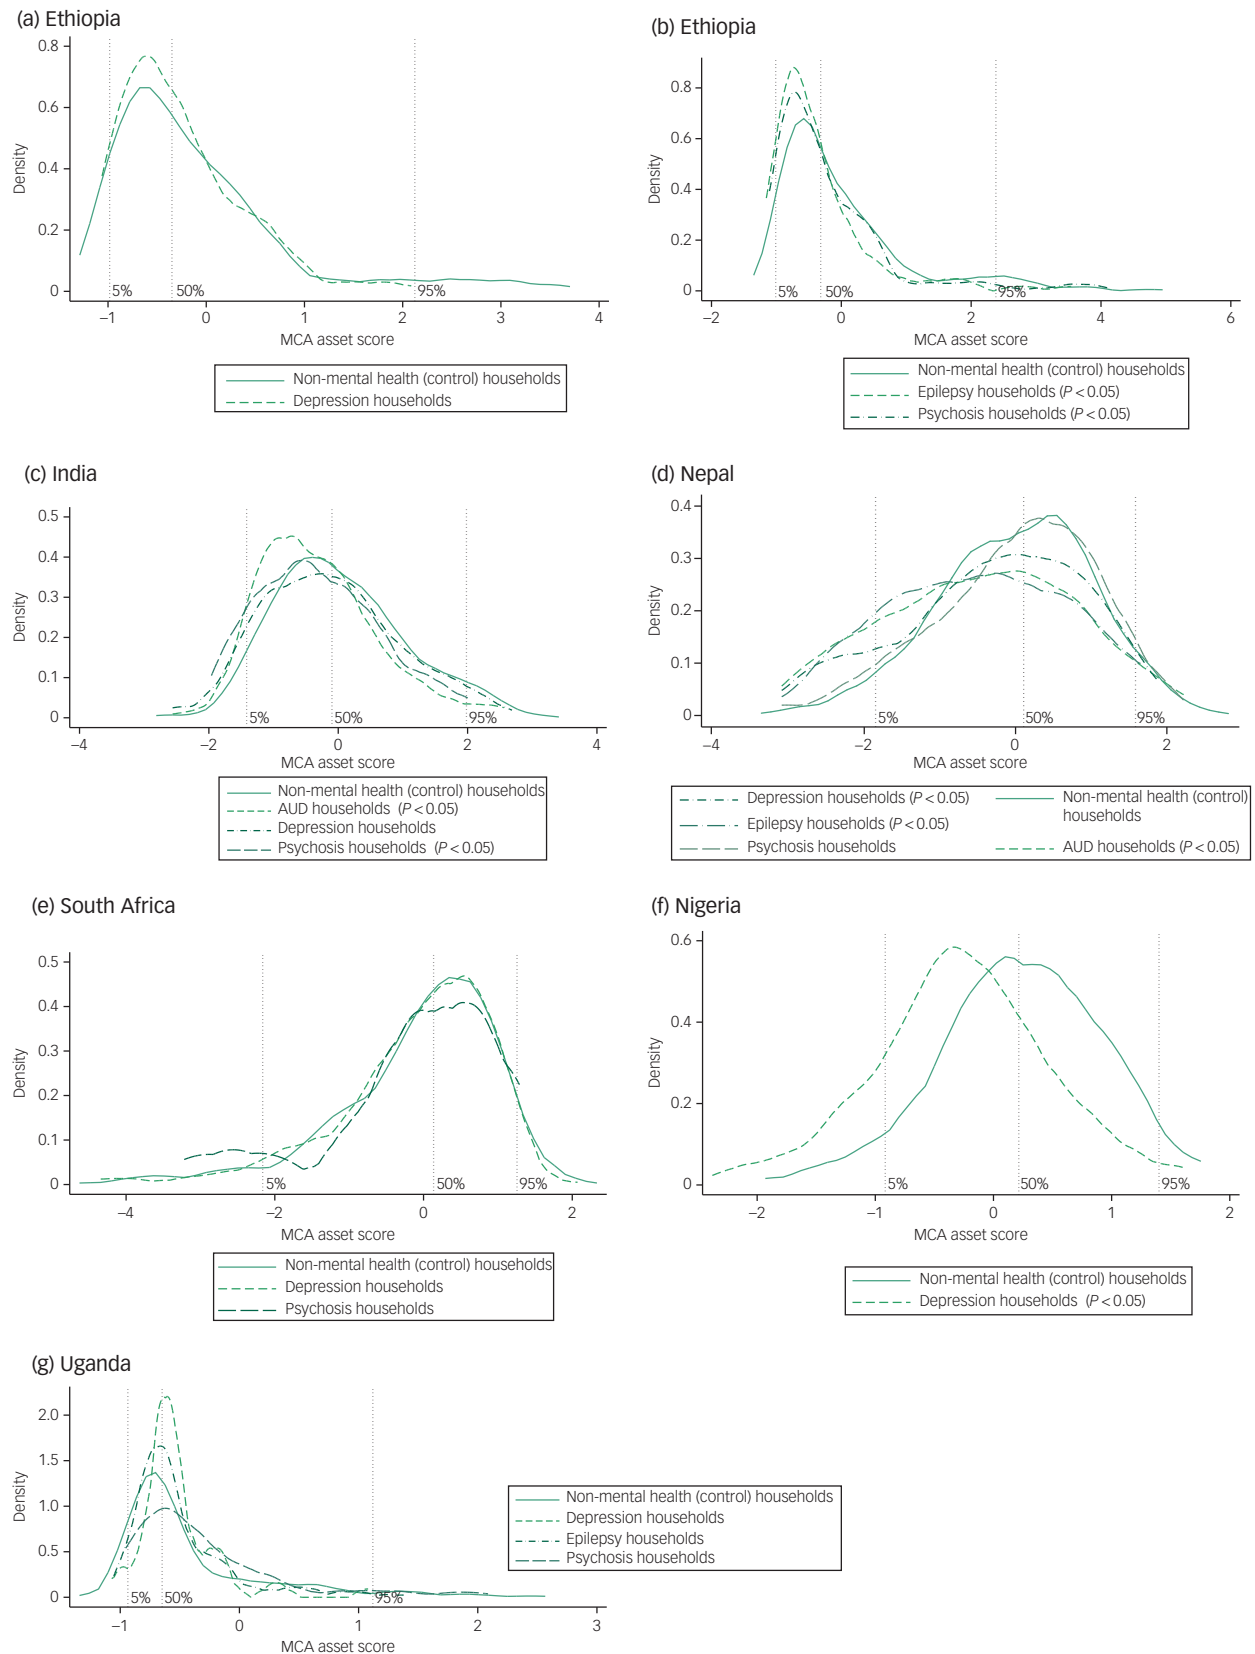 (a) Ethiopia
0.8
0.6
0.4
0.2
0
Density
5%
50%
95%
−1
0
1
2
3
4
MCA asset score
Non-mental health (control) households
Depression households
(b) Ethiopia
0.8
0.6
0.4
0.2
0
Density
5%
50%
95%
−2
0
2
4
6
MCA asset score
Non-mental health (control) households
Epilepsy households (P < 0.05)
Psychosis households (P < 0.05)
(c) India
0.5
0.4
0.3
0.2
0.1
0
Density
5%
50%
95%
−4
−2
0
2
4
MCA asset score
Non-mental health (control) households
AUD households (P < 0.05)
Depression households
Psychosis households (P < 0.05)
(d) Nepal
0.4
0.3
0.2
0.1
0
Density
5%
50%
95%
−4
−2
0
2
MCA asset score
Depression households (P < 0.05)
Epilepsy households (P < 0.05)
Psychosis households
Non-mental health (control)
households
AUD households (P < 0.05)
(e) South Africa
0.5
0.4
0.3
0.2
0.1
0
Density
5%
50%
95%
−4
−2
0
2
MCA asset score
Non-mental health (control) households
Depression households
Psychosis households
(f) Nigeria
0.6
0.4
0.2
0
Density
5%
50%
95%
−2
−1
0
1
2
MCA asset score
Non-mental health (control) households
Depression households (P < 0.05)
(g) Uganda
2.0
1.5
1.0
0.5
0
Density
5%
50%
95%
−1
0
1
2
3
MCA asset score
Non-mental health (control) households
Depression households
Epilepsy households
Psychosis households